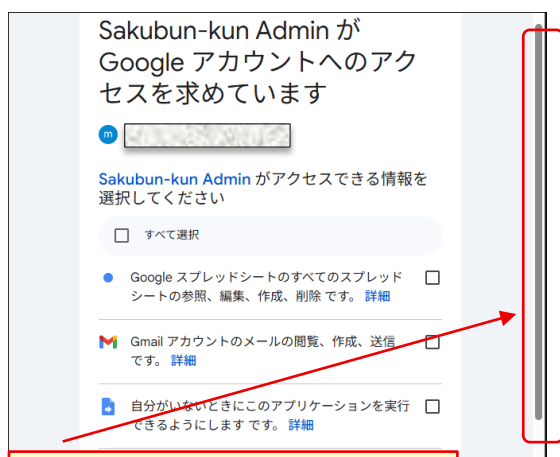 Sakubun-kun Admin が
Google アカウントへのアク
セスを求めています
m
Sakubun-kun Admin がアクセスできる情報を
選択してください
すべて選択
Google スプレッドシートのすべてのスプレッド
シートの参照、編集、作成、削除 です。 詳細
Gmail アカウントのメールの閲覧、作成、送信
です。 詳細
自分がいないときにこのアプリケーションを実行
できるようにします です。 詳細